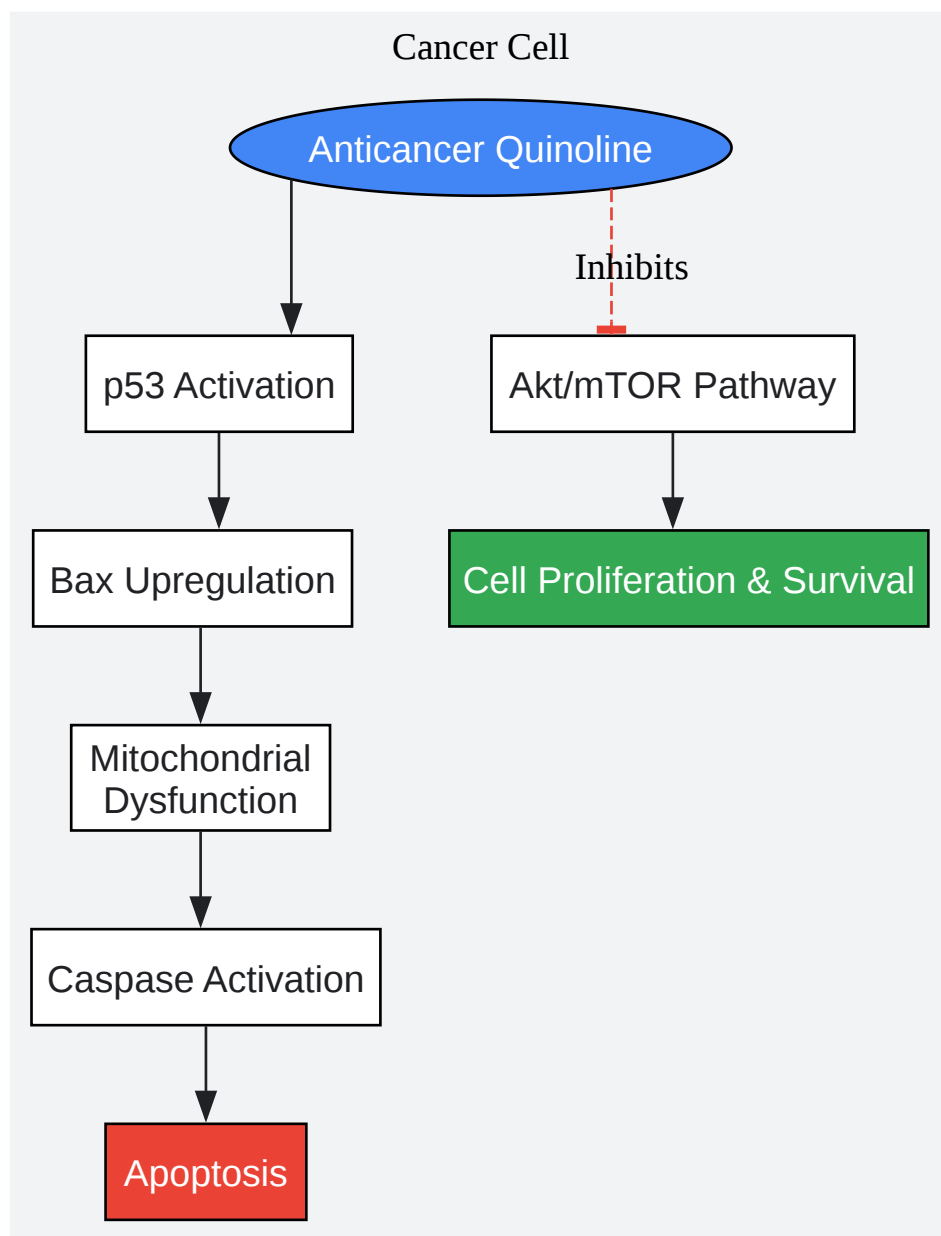 Cancer Cell
Anticancer Quinoline
Inhibits
p53 Activation
Akt/mTOR Pathway
Bax Upregulation
Cell Proliferation & Survival
Mitochondrial
Dysfunction
Caspase Activation
Apoptosis